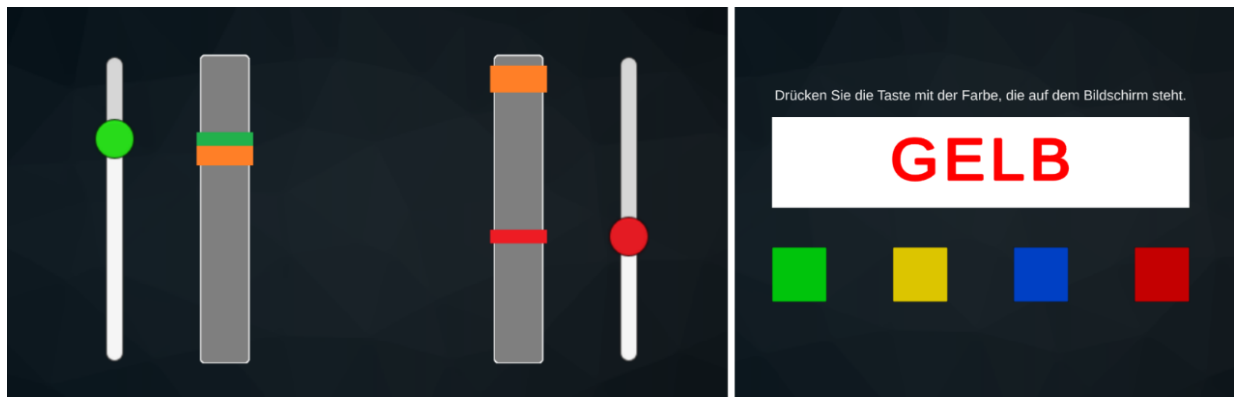 Drücken Sie die Taste mit der Farbe, die auf dem Bildschirm steht.
GELB